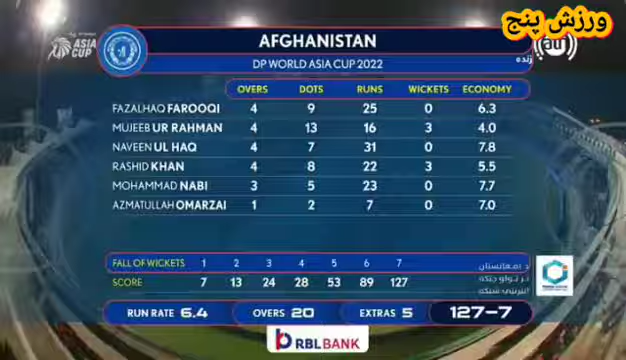 ورزش پنج
ASIA CUP
AFGHANISTAN
DP WORLD ASIA CUP 2022
OVERS DOTS RUNS WICKETS ECONOMY
FAZALHAQ FAROOQI 4 9 25 0 6.3
MUJEEB UR RAHMAN 4 13 16 3 4.0
NAVEEN UL HAQ 4 7 31 0 7.8
RASHID KHAN 4 8 22 3 5.5
MOHAMMAD NABI 3 5 23 0 7.7
AZMATULLAH OMARZAI 1 2 7 0 7.0
FALL OF WICKETS 1 2 3 4 5 6 7
SCORE 7 13 24 28 53 89 127
RUN RATE 6.4 OVERS 20 EXTRAS 5 127-7
RBL BANK